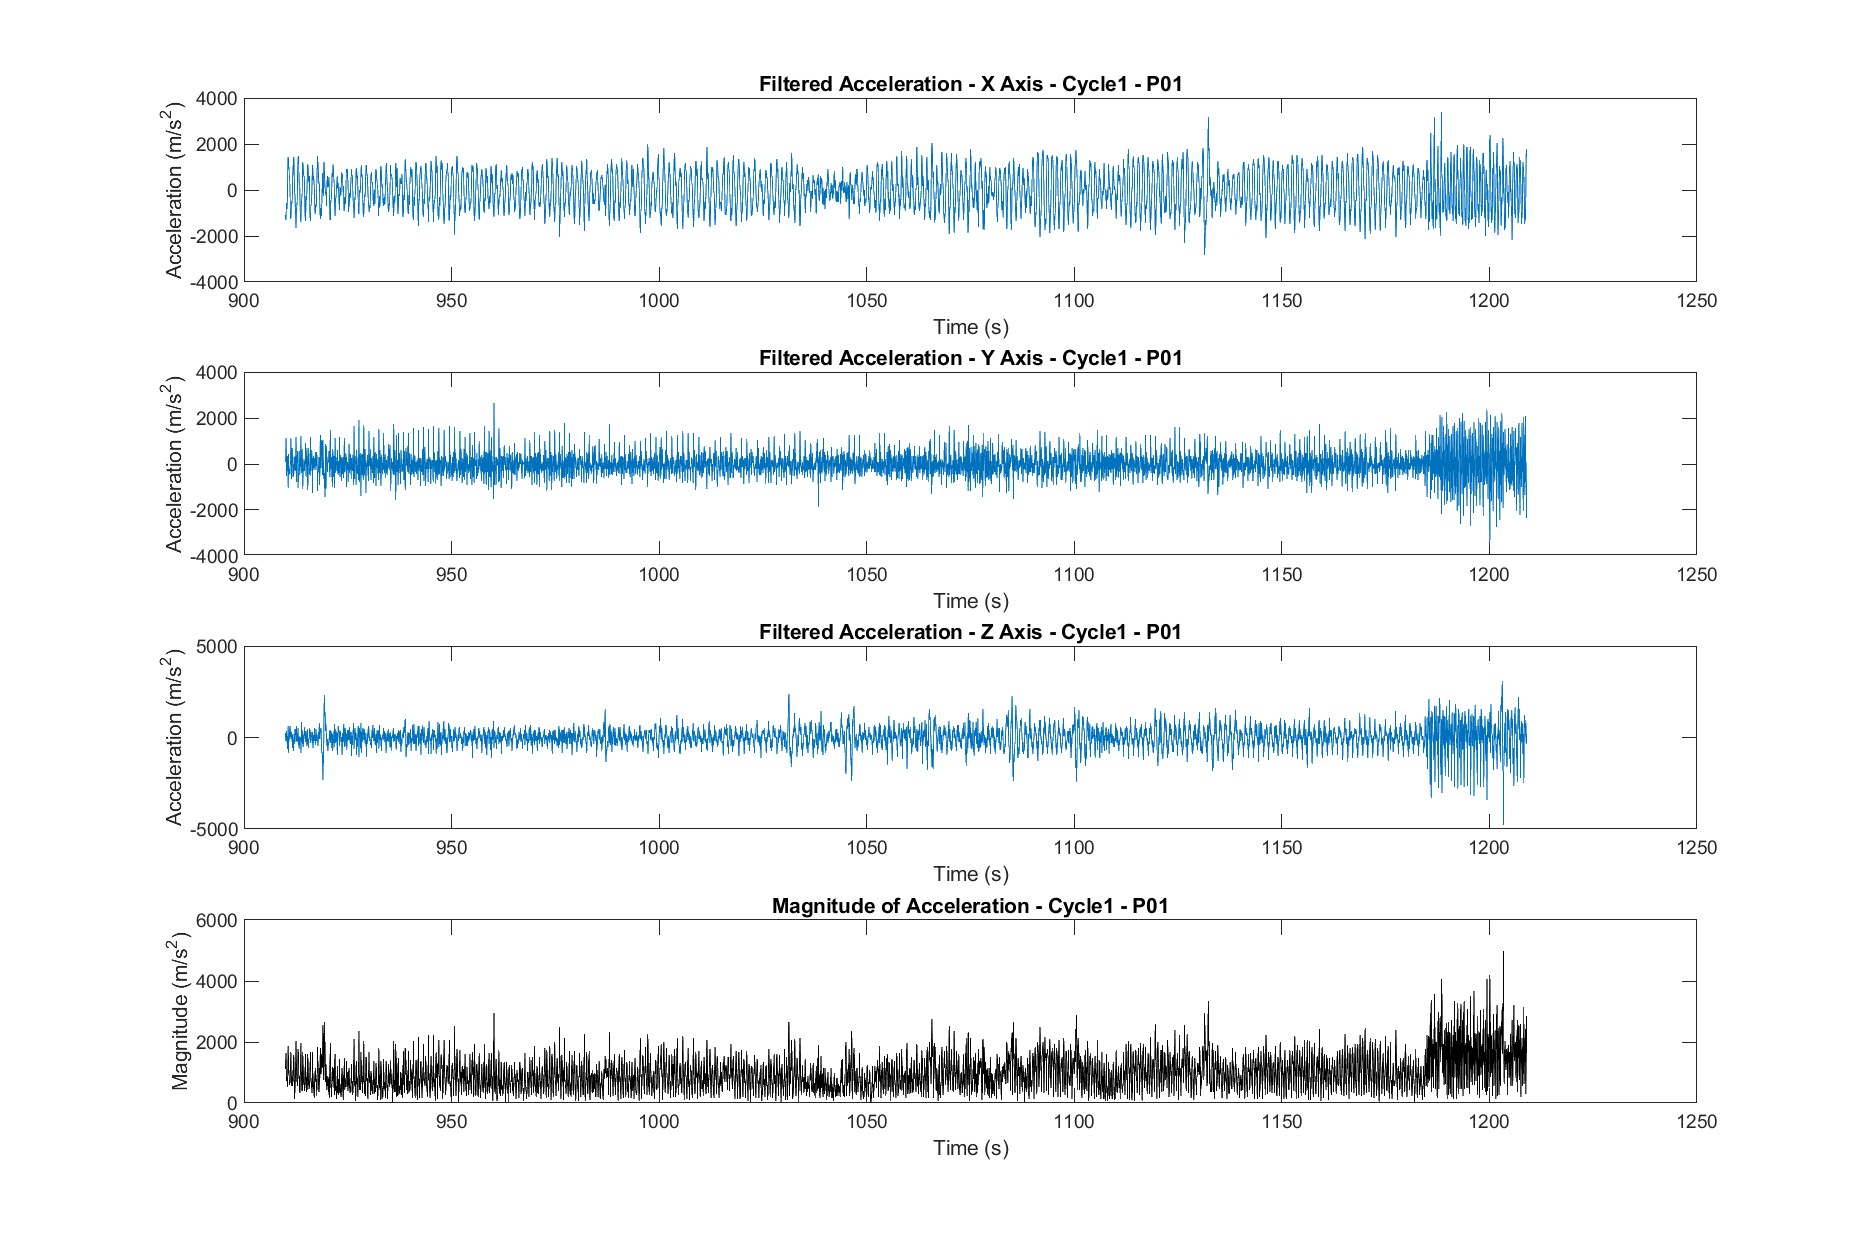 Filtered Acceleration - X Axis - Cycle1 - P01
Acceleration (m/s²)
4000
2000
0
-2000
-4000
900 950 1000 1050 1100 1150 1200 1250
Time (s)
Filtered Acceleration - Y Axis - Cycle1 - P01
Acceleration (m/s²)
4000
2000
0
-2000
-4000
900 950 1000 1050 1100 1150 1200 1250
Time (s)
Filtered Acceleration - Z Axis - Cycle1 - P01
Acceleration (m/s²)
5000
0
-5000
900 950 1000 1050 1100 1150 1200 1250
Time (s)
Magnitude of Acceleration - Cycle1 - P01
Magnitude (m/s²)
6000
4000
2000
0
900 950 1000 1050 1100 1150 1200 1250
Time (s)